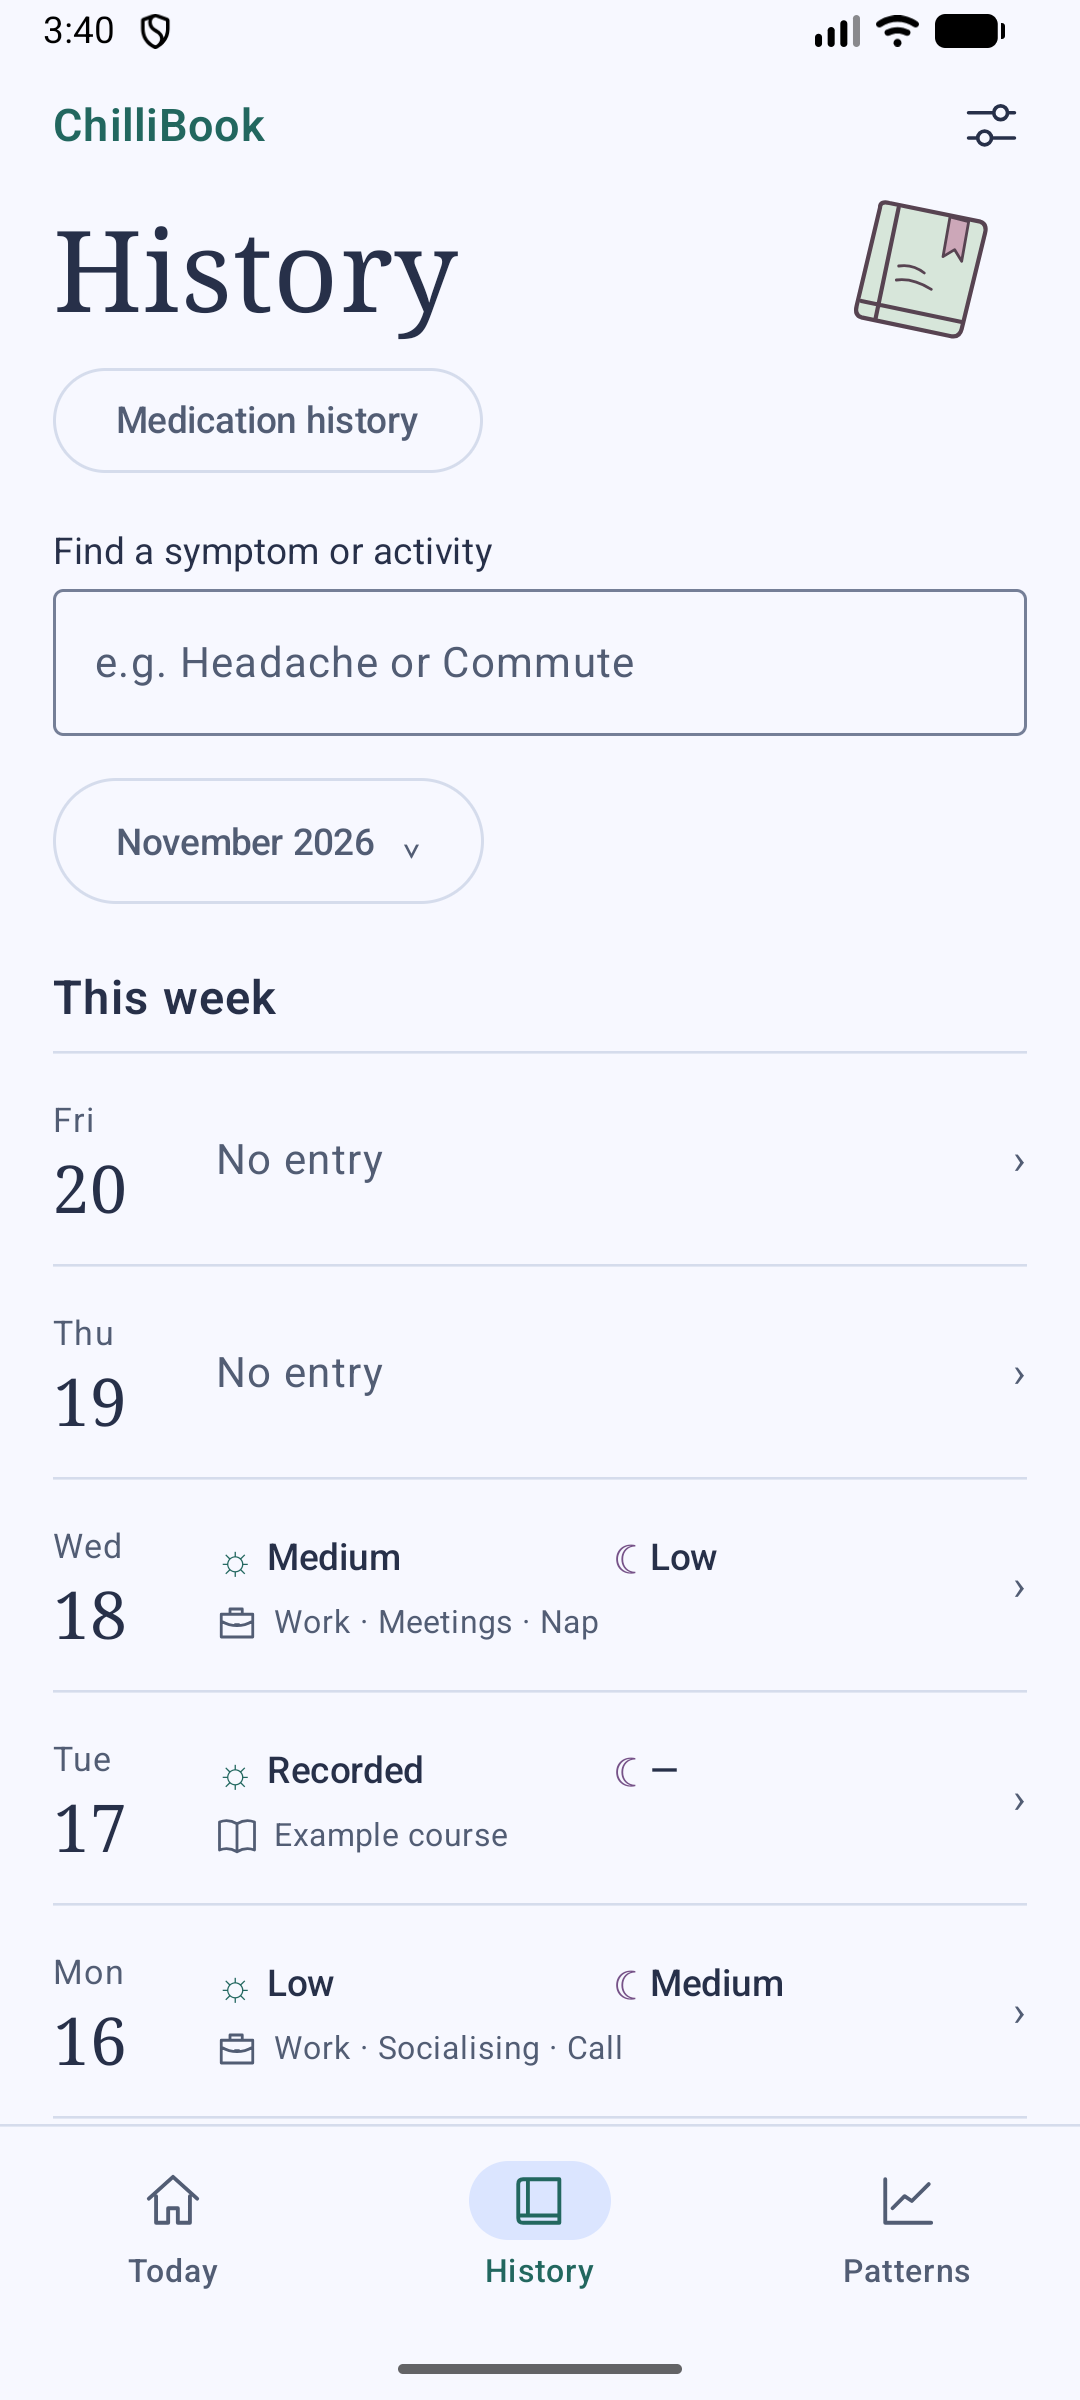 3:40
ChilliBook
History
Medication history
Find a symptom or activity
e.g. Headache or Commute
November 2026
This week
Fri
20
No entry
Thu
19
No entry
Wed
18
Medium
Low
Work · Meetings · Nap
Tue
17
Recorded
—
Example course
Mon
16
Low
Medium
Work · Socialising · Call
Today
History
Patterns